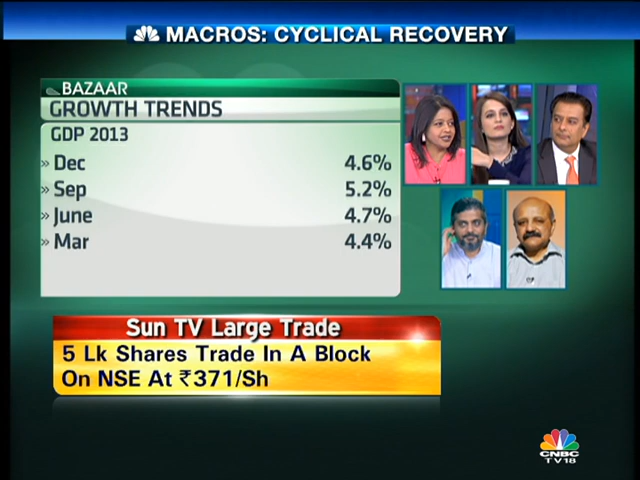 MACROS: CYCLICAL RECOVERY
BAZAAR
GROWTH TRENDS
GDP 2013
» Dec 4.6%
» Sep 5.2%
» June 4.7%
» Mar 4.4%
Sun TV Large Trade
5 Lk Shares Trade In A Block
On NSE At ₹371/Sh
CNBC
TV18